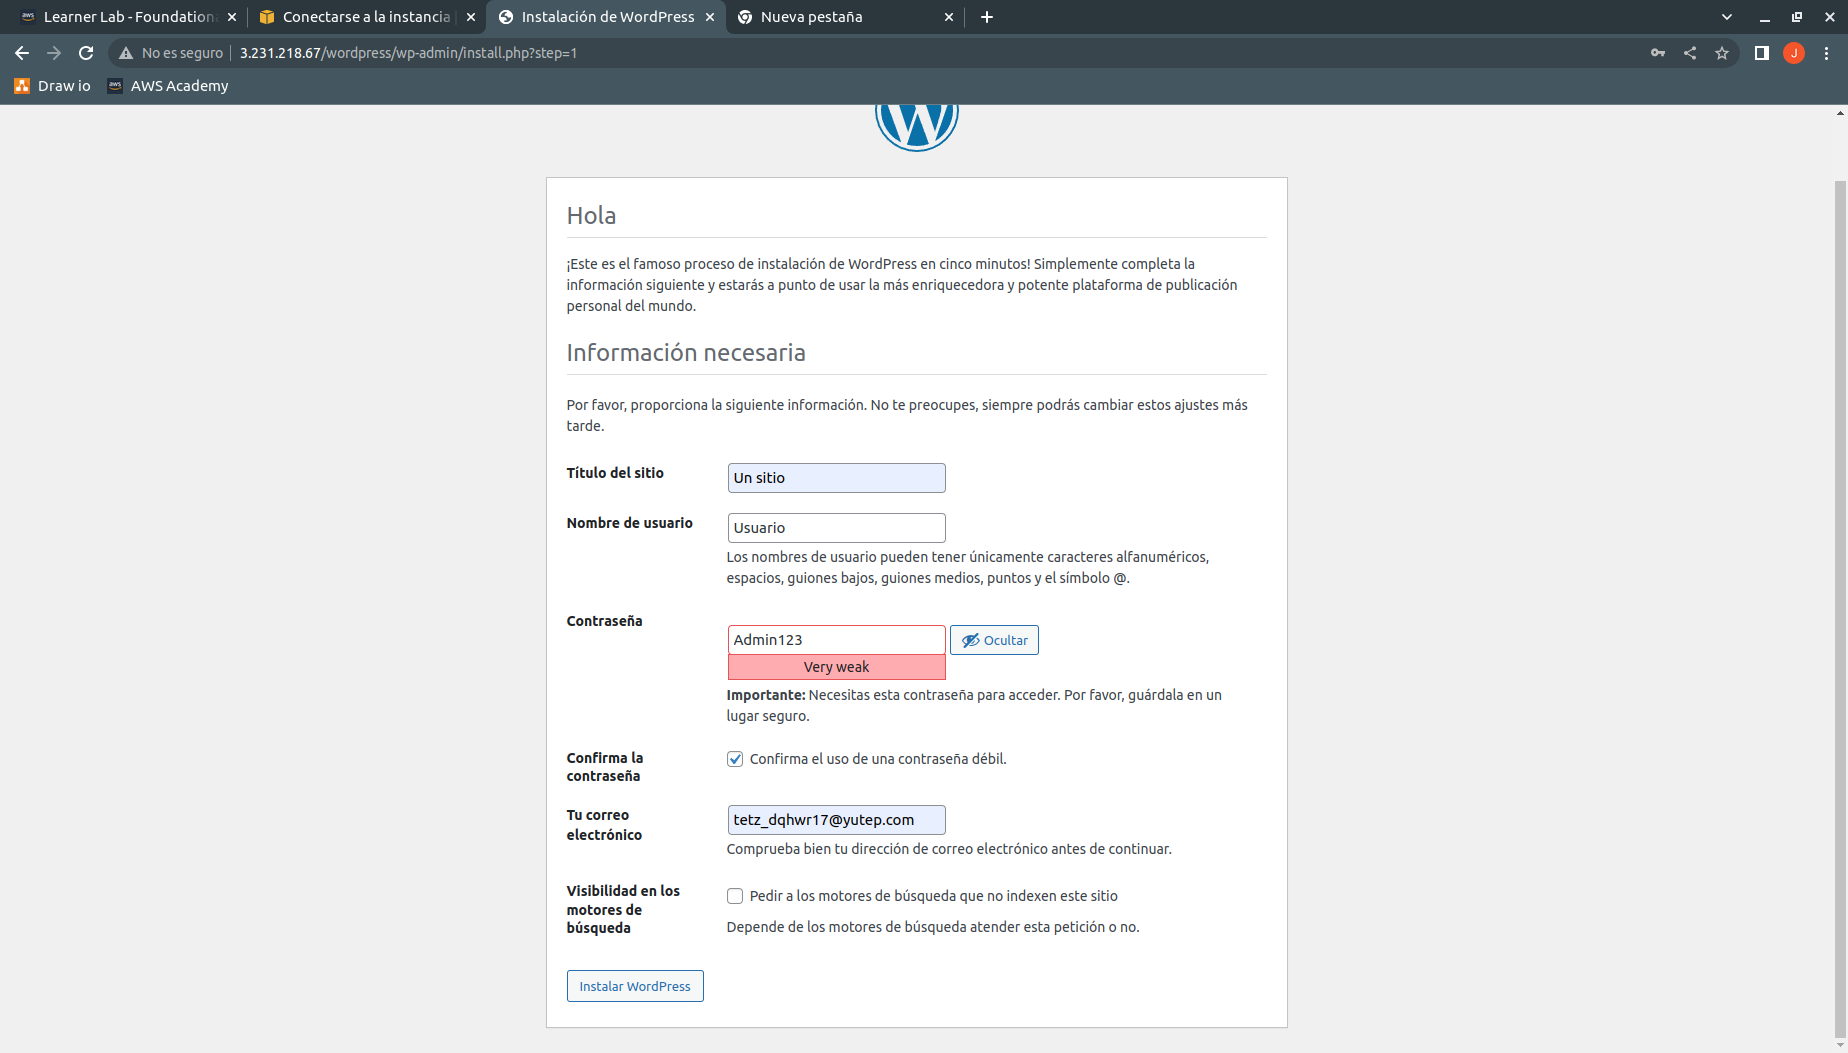 Learner Lab - Foundation
Conectarse a la instancia
Instalación de WordPress
Nueva pestaña
No es seguro
3.231.218.67/wordpress/wp-admin/install.php?step=1
J
Draw io
aws
AWS Academy
W
Hola
¡Este es el famoso proceso de instalación de WordPress en cinco minutos! Simplemente completa la
información siguiente y estarás a punto de usar la más enriquecedora y potente plataforma de publicación
personal del mundo.
Información necesaria
Por favor, proporciona la siguiente información. No te preocupes, siempre podrás cambiar estos ajustes más
tarde.
Título del sitio
Un sitio
Nombre de usuario
Usuario
Los nombres de usuario pueden tener únicamente caracteres alfanuméricos,
espacios, guiones bajos, guiones medios, puntos y el símbolo @.
Contraseña
Admin123
Ocultar
Very weak
Importante: Necesitas esta contraseña para acceder. Por favor, guárdala en un
lugar seguro.
Confirma la
contraseña
Confirma el uso de una contraseña débil.
Tu correo
electrónico
tetz_dqhwr17@yutep.com
Comprueba bien tu dirección de correo electrónico antes de continuar.
Visibilidad en los
motores de
búsqueda
Pedir a los motores de búsqueda que no indexen este sitio
Depende de los motores de búsqueda atender esta petición o no.
Instalar WordPress